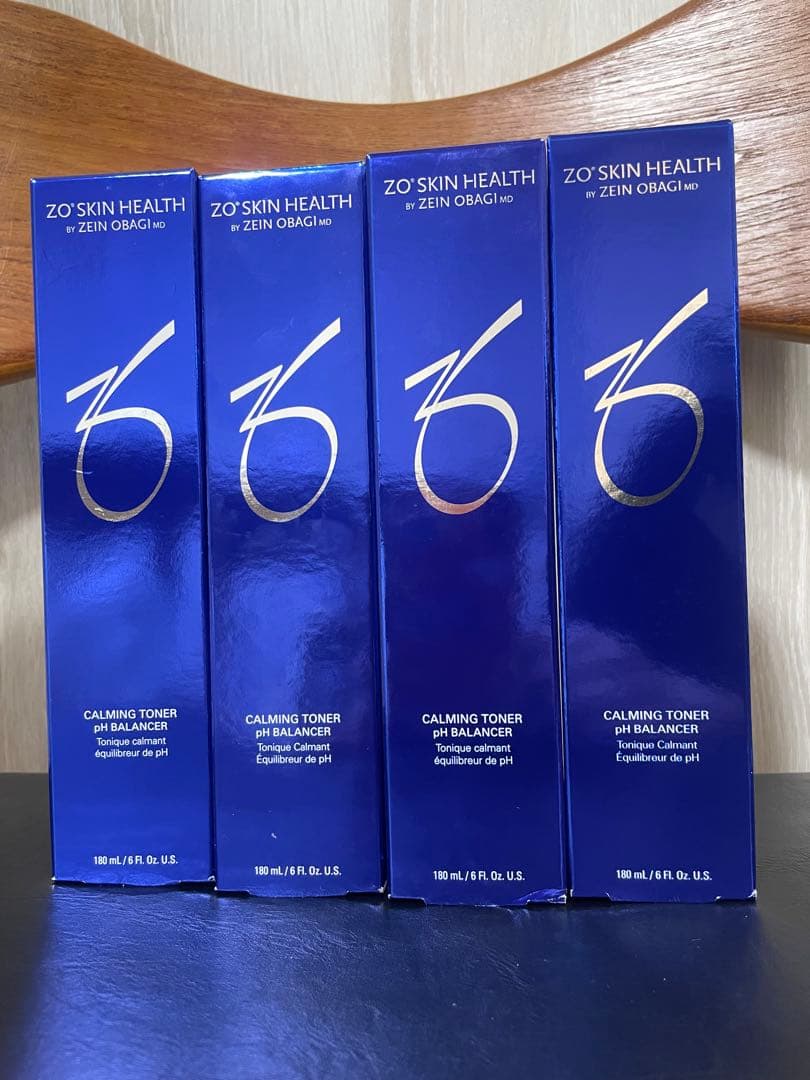 ZO® SKIN HEALTH
BY ZEIN OBAGI MD
CALMING TONER
pH BALANCER
Tonique calmant
équilibreur de pH
180 mL / 6 Fl. Oz. U.S.
ZO® SKIN HEALTH
BY ZEIN OBAGI MD
CALMING TONER
pH BALANCER
Tonique Calmant
Équilibreur de pH
180 mL / 6 Fl. Oz. U.S.
ZO® SKIN HEALTH
BY ZEIN OBAGI MD
CALMING TONER
pH BALANCER
Tonique calmant
équilibreur de pH
180 mL / 6 Fl. Oz. U.S.
ZO® SKIN HEALTH
BY ZEIN OBAGI MD
CALMING TONER
pH BALANCER
Tonique Calmant
Équilibreur de pH
180 mL / 6 Fl. Oz. U.S.